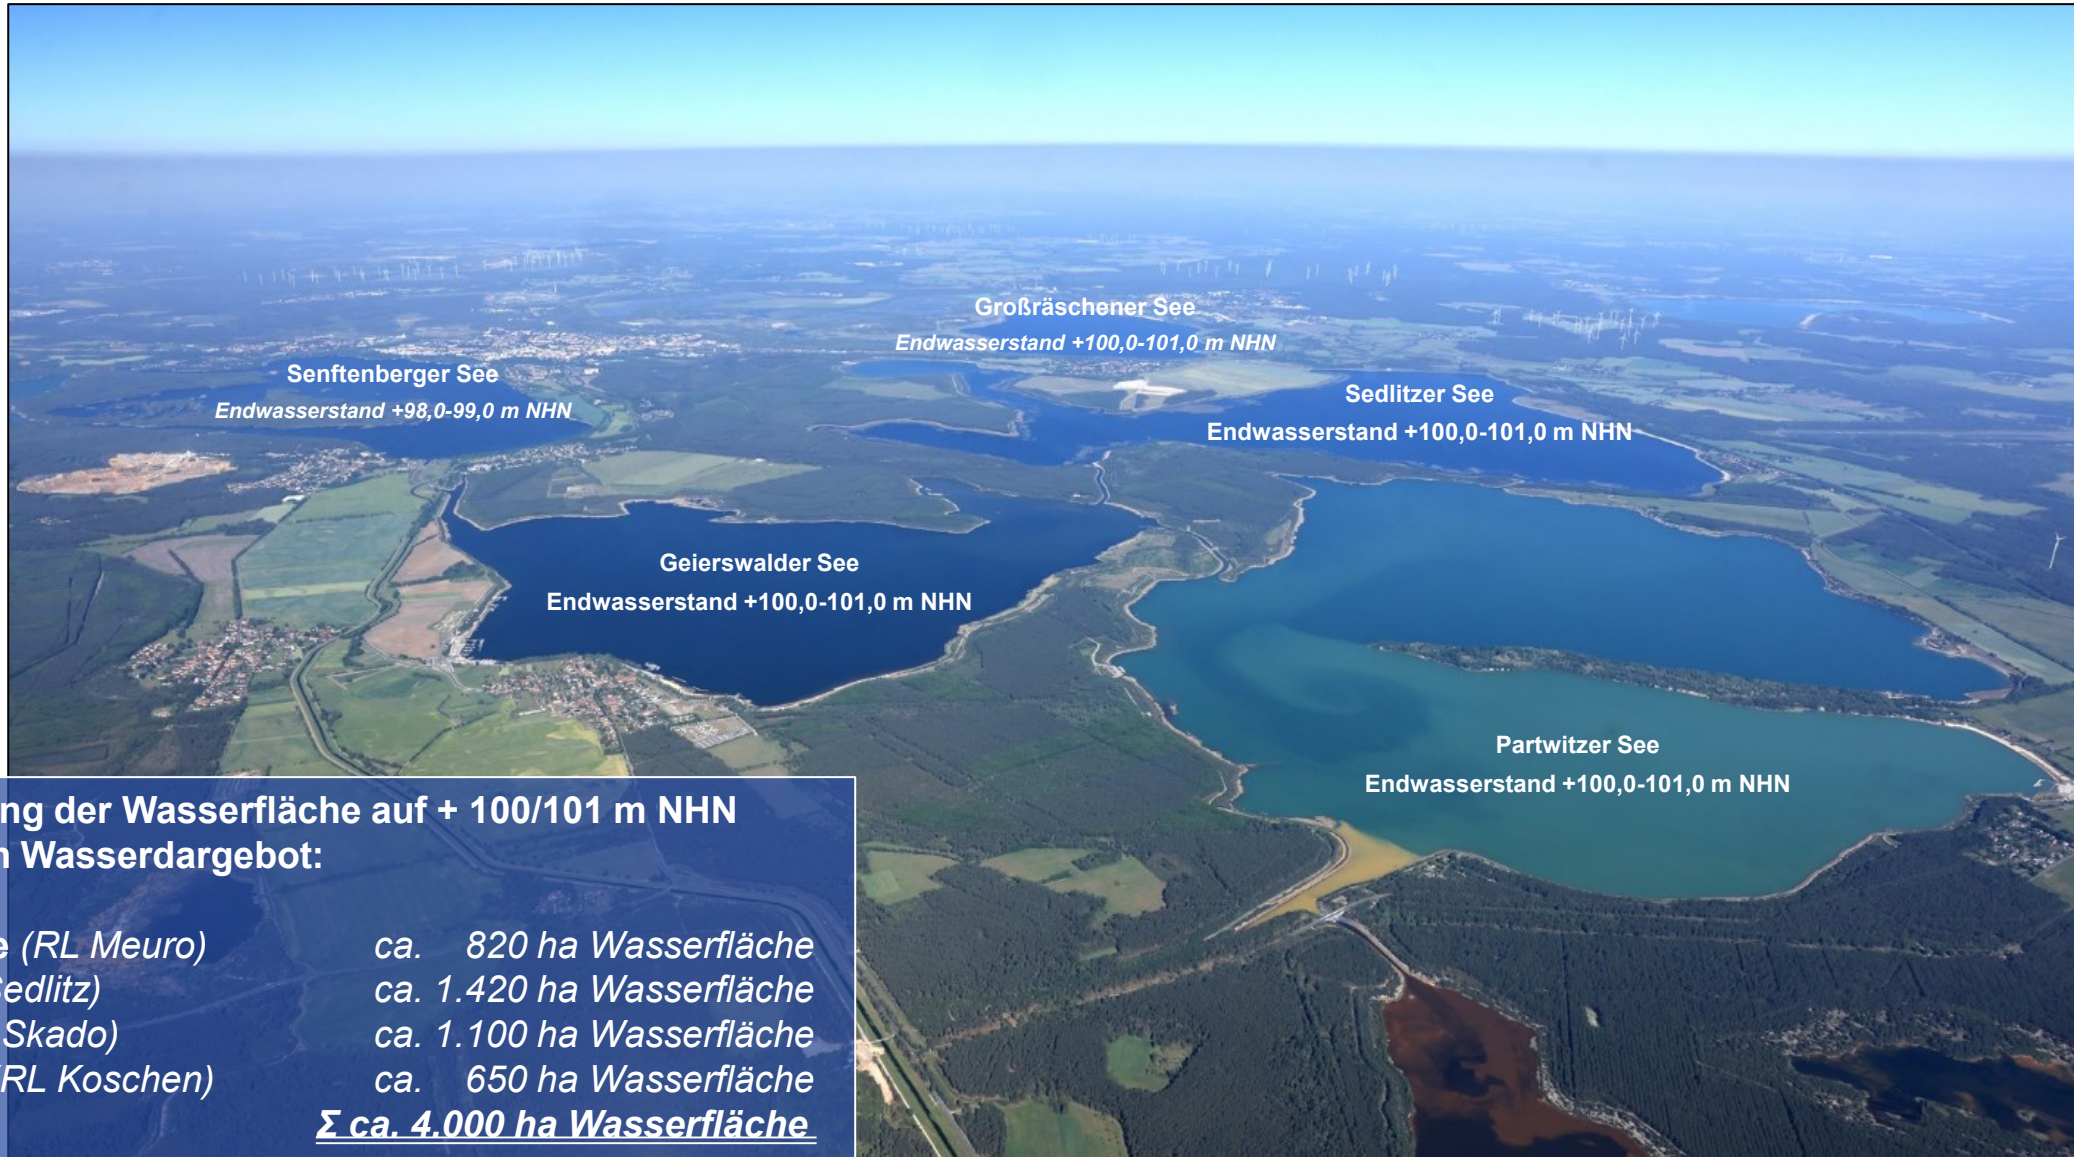 Großräschener See
Endwasserstand +100,0-101,0 m NHN
Senftenberger See
Endwasserstand +98,0-99,0 m NHN
Sedlitzer See
Endwasserstand +100,0-101,0 m NHN
Geierswalder See
Endwasserstand +100,0-101,0 m NHN
Partwitzer See
Endwasserstand +100,0-101,0 m NHN
ng der Wasserfläche auf + 100/101 m NHN
Wasserdargebot:
e (RL Meuro) ca. 820 ha Wasserfläche
Sedlitz) ca. 1.420 ha Wasserfläche
Skado) ca. 1.100 ha Wasserfläche
(RL Koschen) ca. 650 ha Wasserfläche
Σ ca. 4.000 ha Wasserfläche